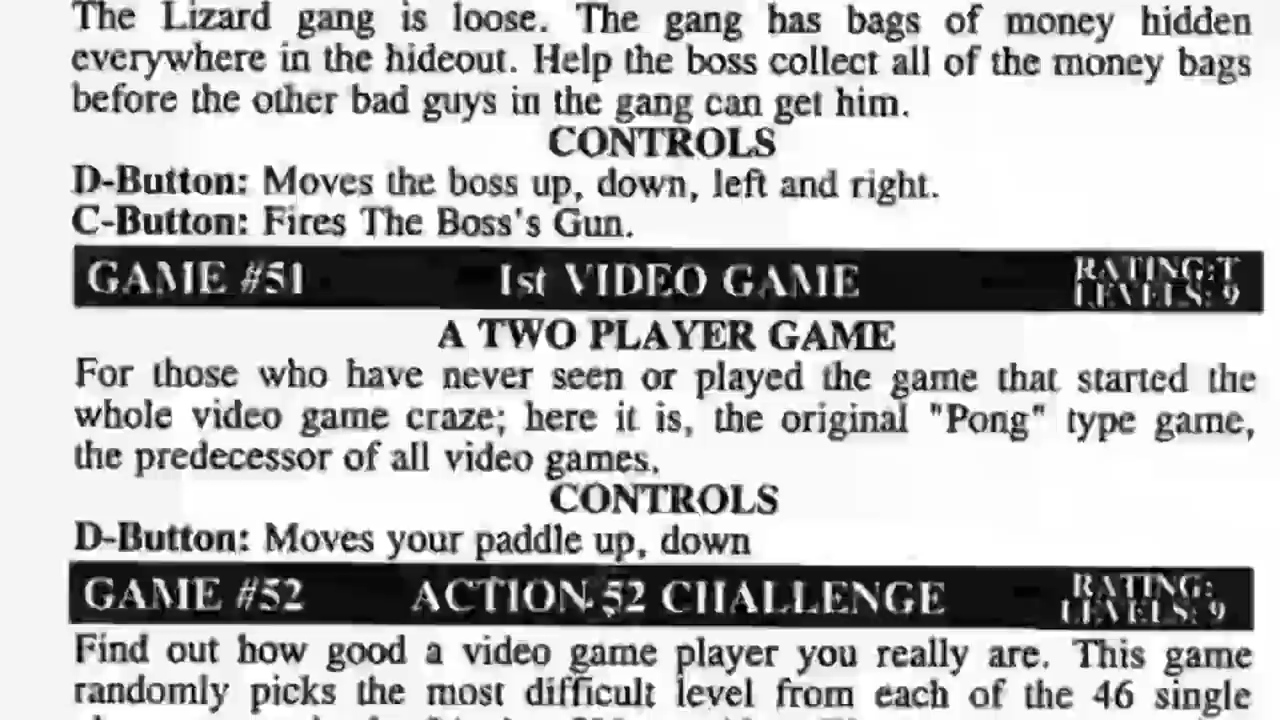 The Lizard gang is loose. The gang has bags of money hidden
everywhere in the hideout. Help the boss collect all of the money bags
before the other bad guys in the gang can get him.
CONTROLS
D-Button: Moves the boss up, down, left and right.
C-Button: Fires The Boss's Gun.
GAME #51 1st VIDEO GAME RATING:T
LEVELS: 9
A TWO PLAYER GAME
For those who have never seen or played the game that started the
whole video game craze; here it is, the original "Pong" type game,
the predecessor of all video games.
CONTROLS
D-Button: Moves your paddle up, down
GAME #52 ACTION 52 CHALLENGE RATING:
LEVELS: 9
Find out how good a video game player you really are. This game
randomly picks the most difficult level from each of the 46 single